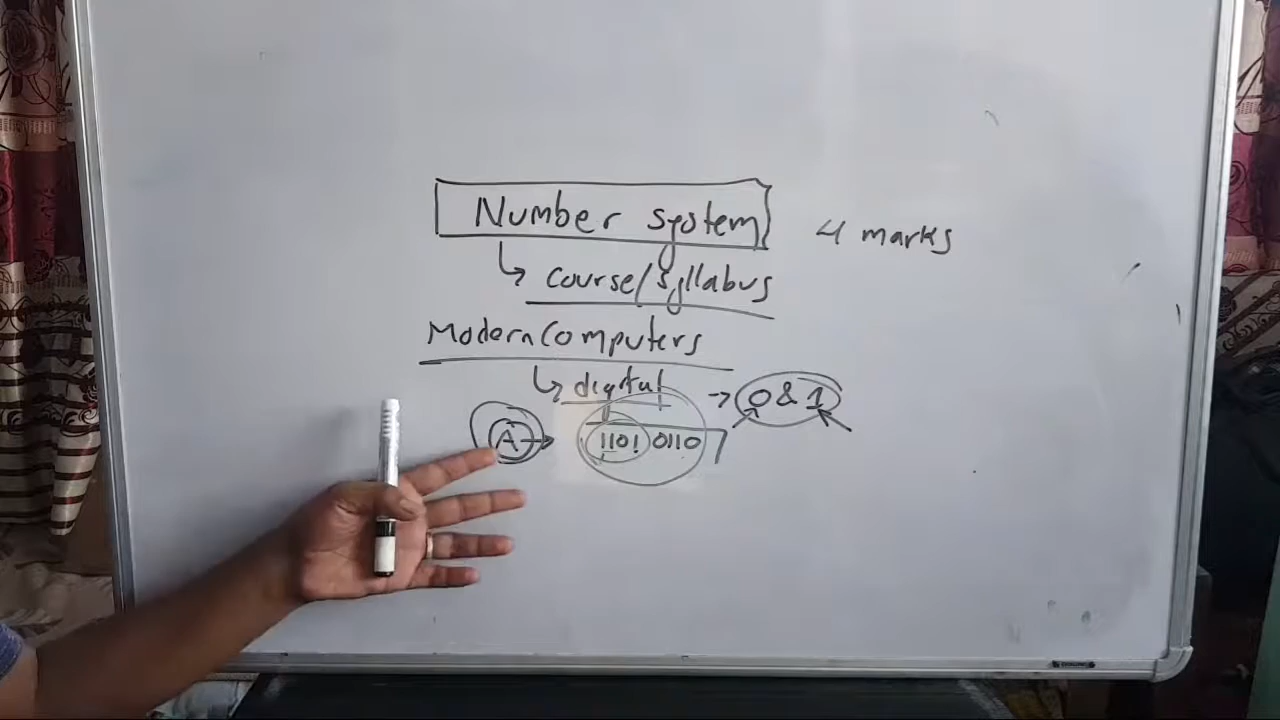 Number system 4 marks
↳ course/syllabus
Modern Computers
↳ digital → 0 & 1
A → 1101 0110